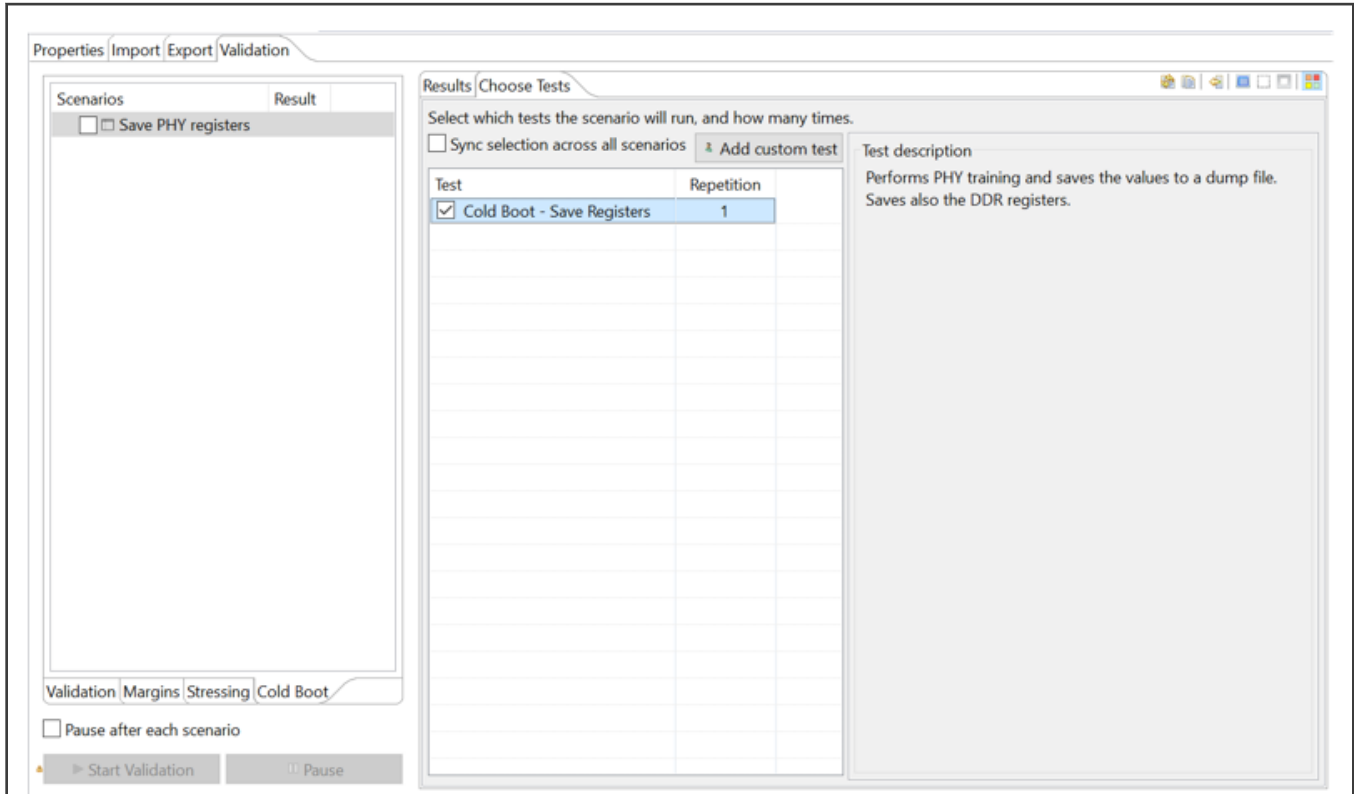 Properties Import Export Validation
Scenarios Result
Save PHY registers
Validation Margins Stressing Cold Boot
Pause after each scenario
Start Validation Pause
Results Choose Tests
Select which tests the scenario will run, and how many times.
Sync selection across all scenarios Add custom test
Test Repetition
Cold Boot - Save Registers 1
Test description
Performs PHY training and saves the values to a dump file.
Saves also the DDR registers.